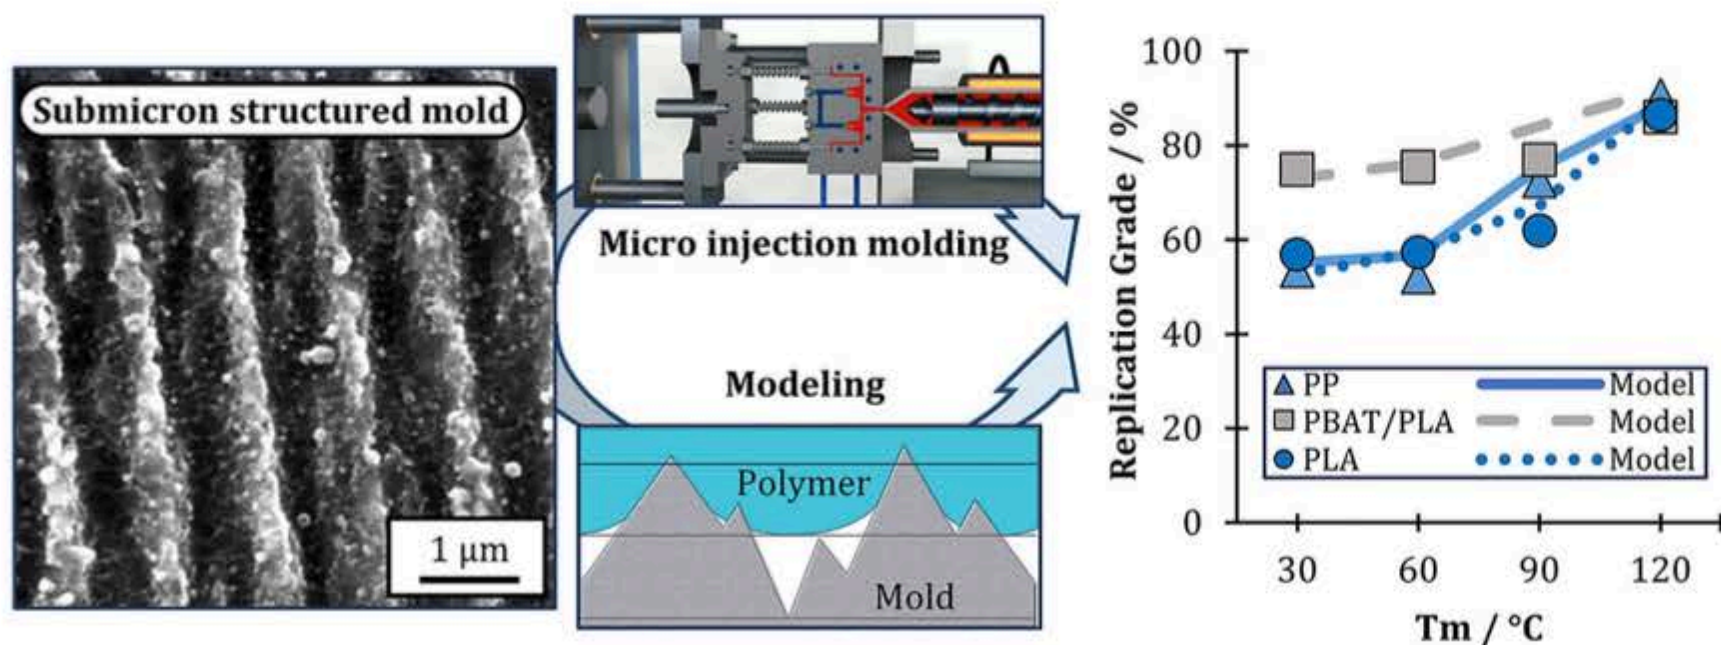 Submicron structured mold
1 μm
Micro injection molding
Modeling
Polymer
Mold
Replication Grade / %
100
80
60
40
20
0
30 60 90 120
Tm / °C
PP Model
PBAT/PLA Model
PLA Model